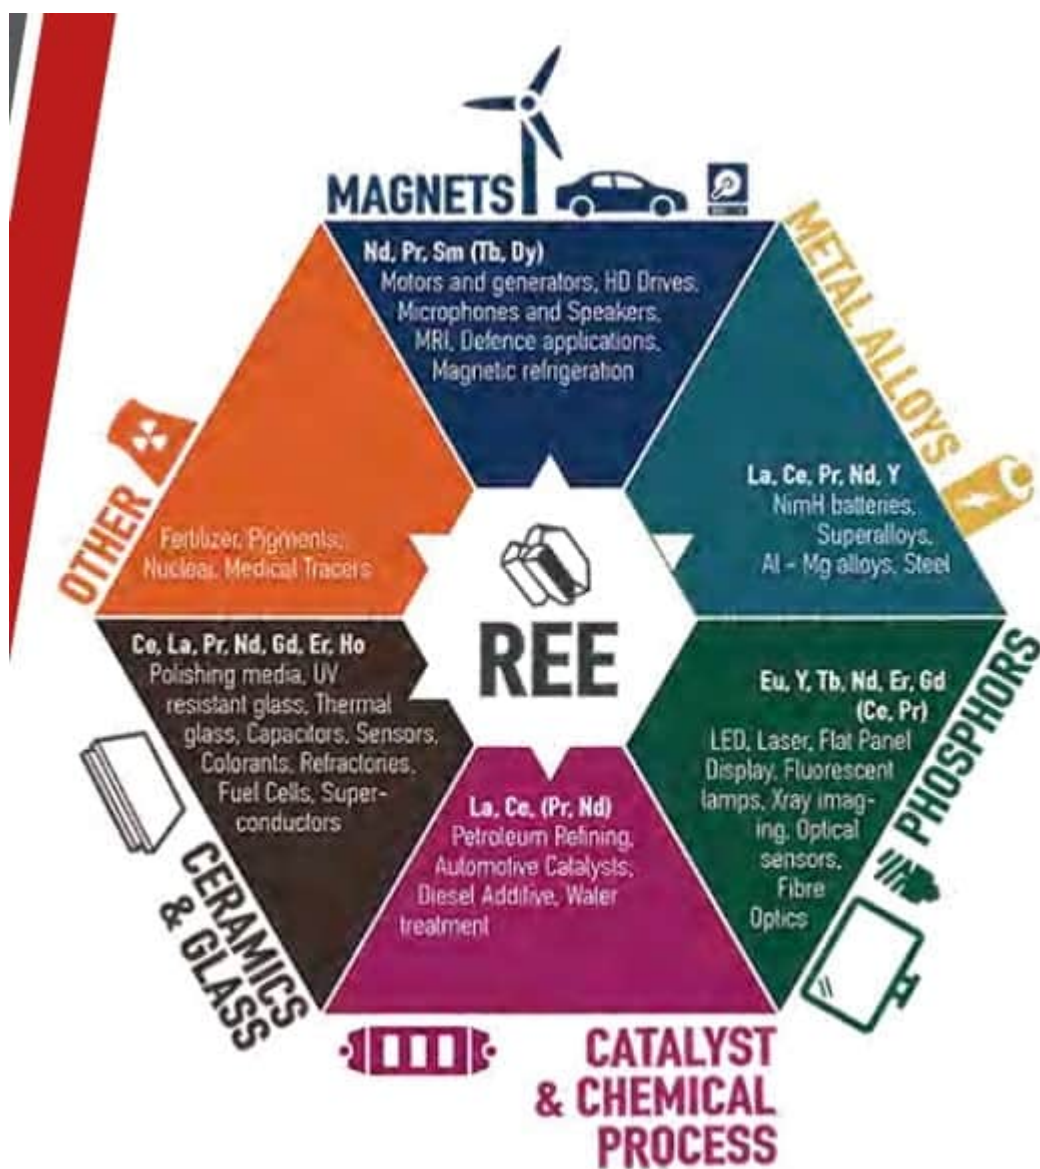 MAGNETS
Nd, Pr, Sm (Tb, Dy)
Motors and generators, HD Drives,
Microphones and Speakers,
MRI, Defence applications,
Magnetic refrigeration
METAL ALLOYS
La, Ce, Pr, Nd, Y
NimH batteries,
Superalloys,
Al - Mg alloys, Steel
OTHER
Fertilizer, Pigments,
Nuclear, Medical Tracers
REE
Ce, La, Pr, Nd, Gd, Er, Ho
Polishing media, UV
resistant glass, Thermal
glass, Capacitors, Sensors,
Colorants, Refractories,
Fuel Cells, Super-
conductors
CERAMICS
& GLASS
Eu, Y, Tb, Nd, Er, Gd
(Ce, Pr)
LED, Laser, Flat Panel
Display, Fluorescent
lamps, Xray imag-
ing, Optical
sensors,
Fibre
Optics
PHOSPHORS
La, Ce, (Pr, Nd)
Petroleum Refining,
Automotive Catalysts,
Diesel Additive, Water
treatment
CATALYST
& CHEMICAL
PROCESS